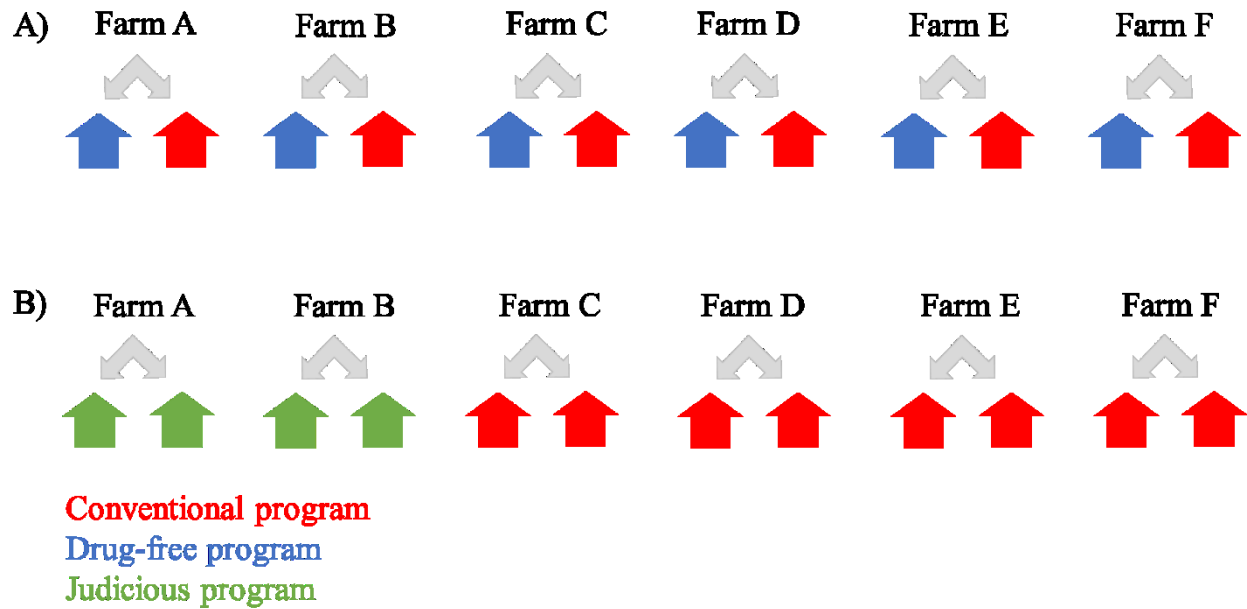 A) Farm A Farm B Farm C Farm D Farm E Farm F
B) Farm A Farm B Farm C Farm D Farm E Farm F
Conventional program
Drug-free program
Judicious program